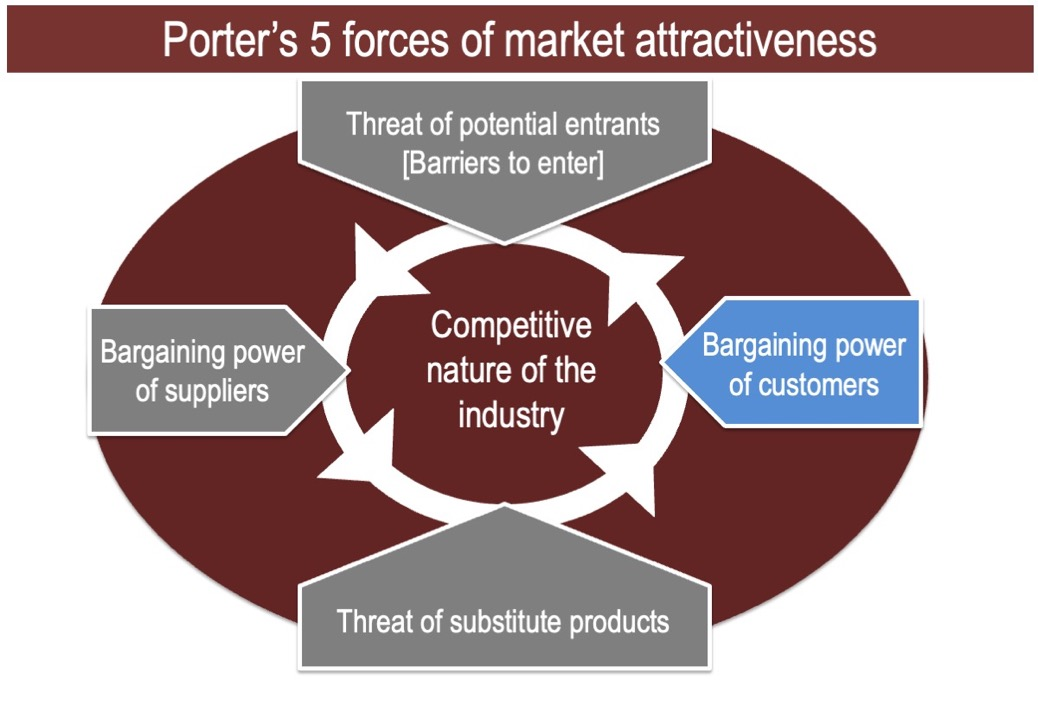 Porter’s 5 forces of market attractiveness
Threat of potential entrants
[Barriers to enter]
Bargaining power
of suppliers
Competitive
nature of the
industry
Bargaining power
of customers
Threat of substitute products